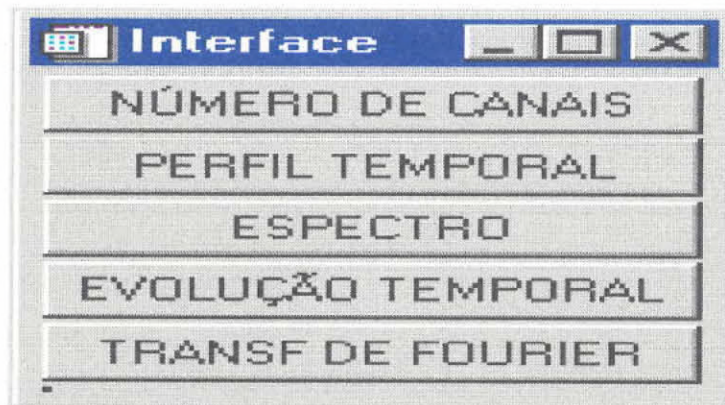 Interface
NÚMERO DE CANAIS
PERFIL TEMPORAL
ESPECTRO
EVOLUÇÃO TEMPORAL
TRANSF DE FOURIER